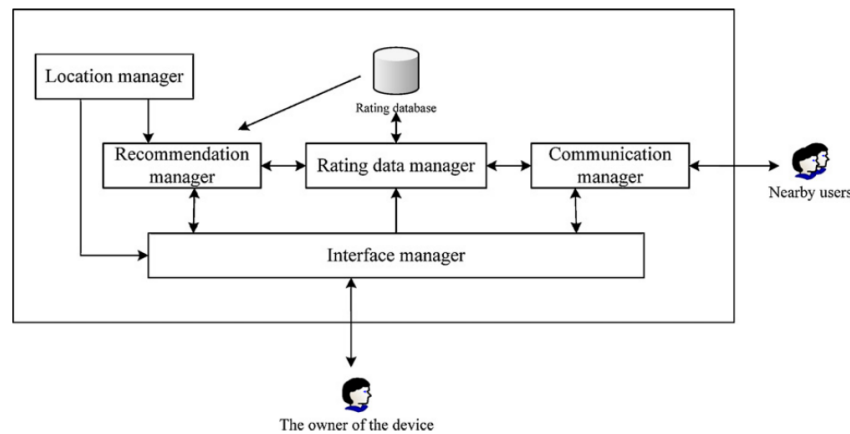 Location manager
Rating database
Recommendation
manager
Rating data manager
Communication
manager
Nearby users
Interface manager
The owner of the device